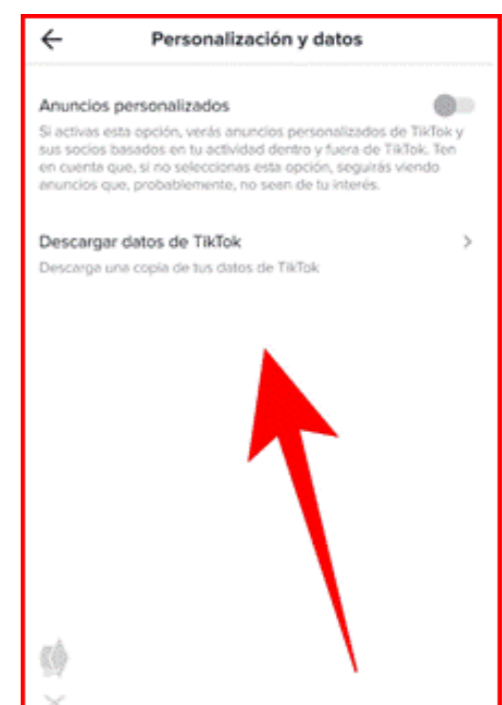 Personalización y datos
Anuncios personalizados
Si activas esta opción, verás anuncios personalizados de TikTok y
sus socios basados en tu actividad dentro y fuera de TikTok. Ten
en cuenta que, si no seleccionas esta opción, seguirás viendo
anuncios que, probablemente, no sean de tu interés.
Descargar datos de TikTok
Descarga una copia de tus datos de TikTok